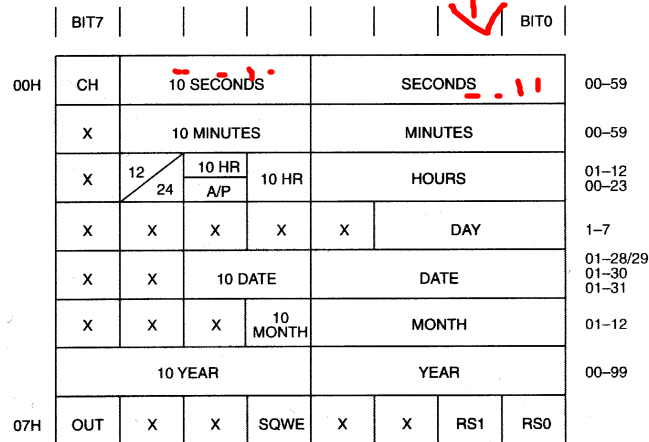 BIT7 BIT0
00H CH 10 SECONDS SECONDS 00–59
X 10 MINUTES MINUTES 00–59
X 12/24 10 HR A/P 10 HR HOURS 01–12 00–23
X X X X X DAY 1–7
X X 10 DATE DATE 01–28/29 01–30 01–31
X X X 10 MONTH MONTH 01–12
10 YEAR YEAR 00–99
07H OUT X X SQWE X X RS1 RS0